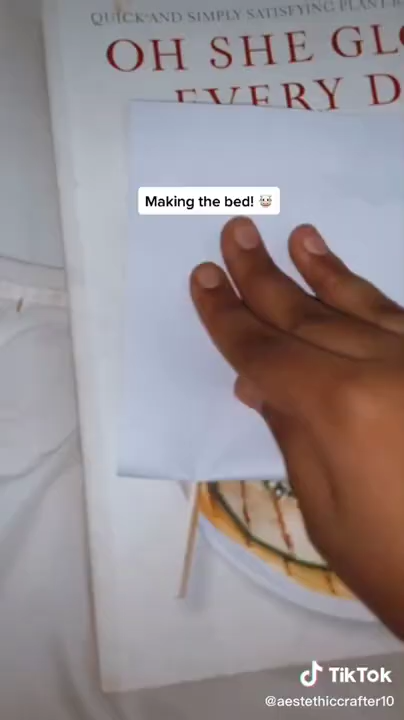 QUICK AND SIMPLY SATISFYING PLANT-
OH SHE GL
EVERY D
Making the bed! 🐮
TikTok
@aestethiccrafter10